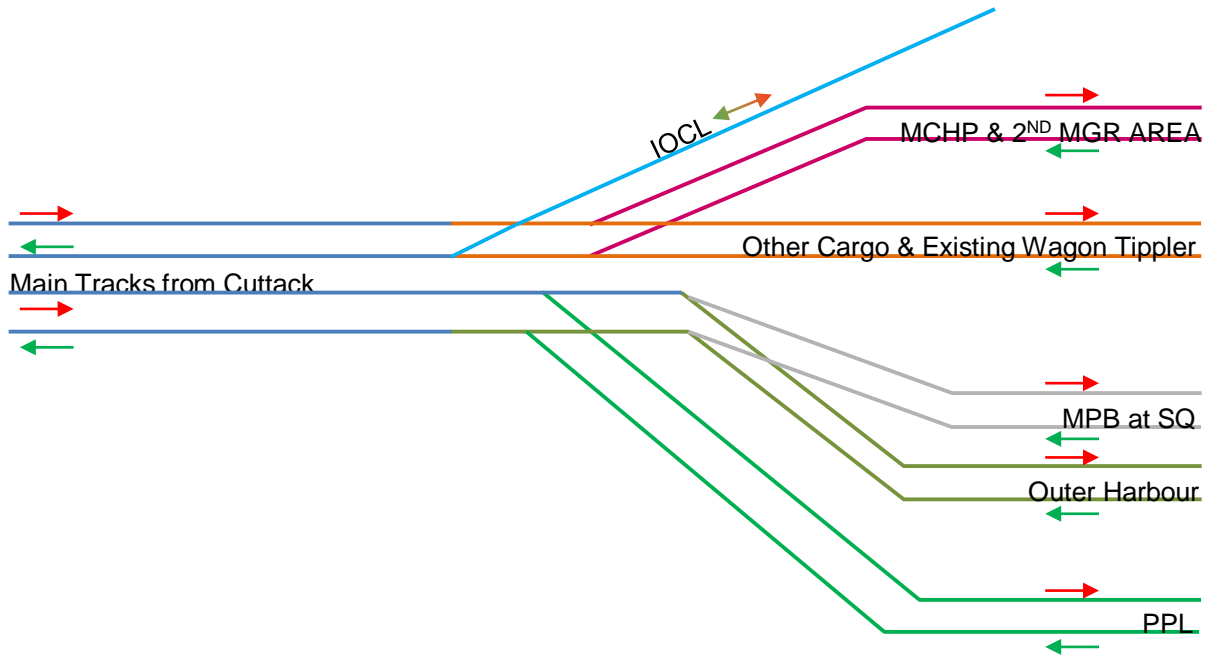 IOCL
MCHP & 2ND MGR AREA
Other Cargo & Existing Wagon Tippler
Main Tracks from Cuttack
MPB at SQ
Outer Harbour
PPL